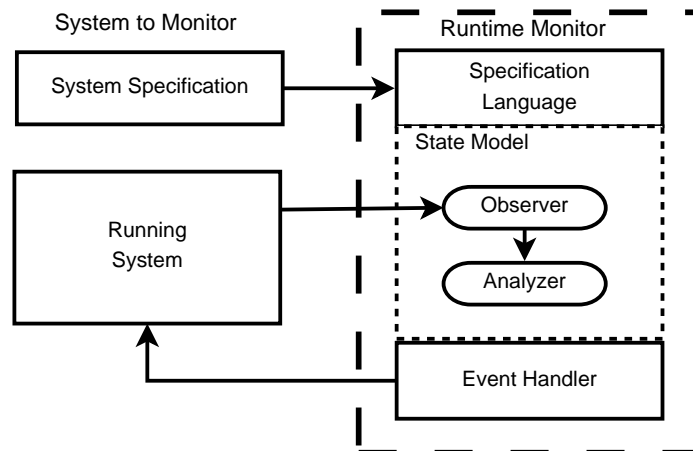 System to Monitor
Runtime Monitor
System Specification
Specification
Language
State Model
Running
System
Observer
Analyzer
Event Handler